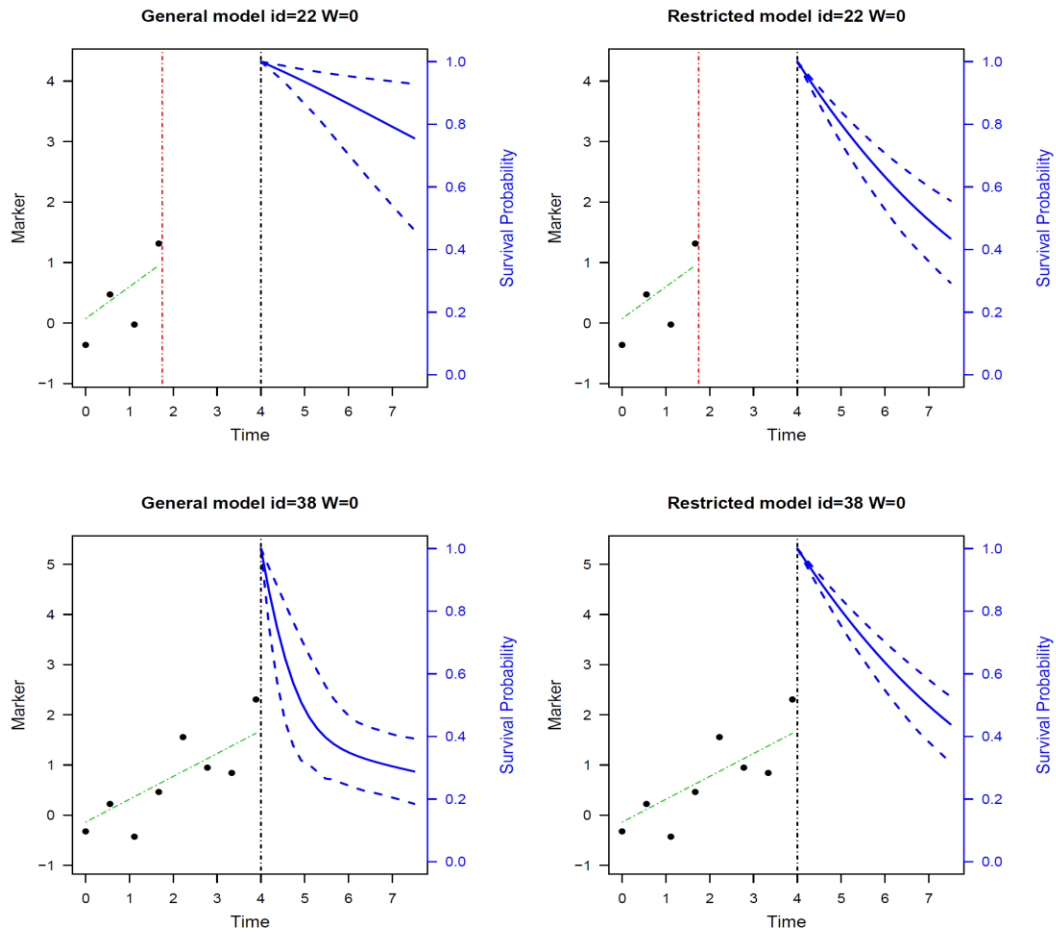 General model id=22 W=0
Marker
4
3
2
1
0
−1
1.0
0.8
0.6
0.4
0.2
0.0
Survival Probability
0 1 2 3 4 5 6 7
Time
Restricted model id=22 W=0
Marker
4
3
2
1
0
−1
1.0
0.8
0.6
0.4
0.2
0.0
Survival Probability
0 1 2 3 4 5 6 7
Time
General model id=38 W=0
Marker
5
4
3
2
1
0
−1
1.0
0.8
0.6
0.4
0.2
0.0
Survival Probability
0 1 2 3 4 5 6 7
Time
Restricted model id=38 W=0
Marker
5
4
3
2
1
0
−1
1.0
0.8
0.6
0.4
0.2
0.0
Survival Probability
0 1 2 3 4 5 6 7
Time